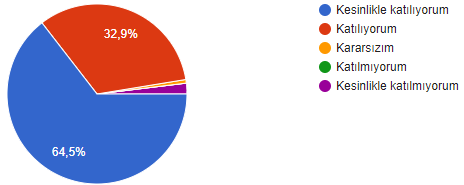 32,9%
64,5%
Kesinlikle katılıyorum
Katılıyorum
Kararsızım
Katılmıyorum
Kesinlikle katılmıyorum